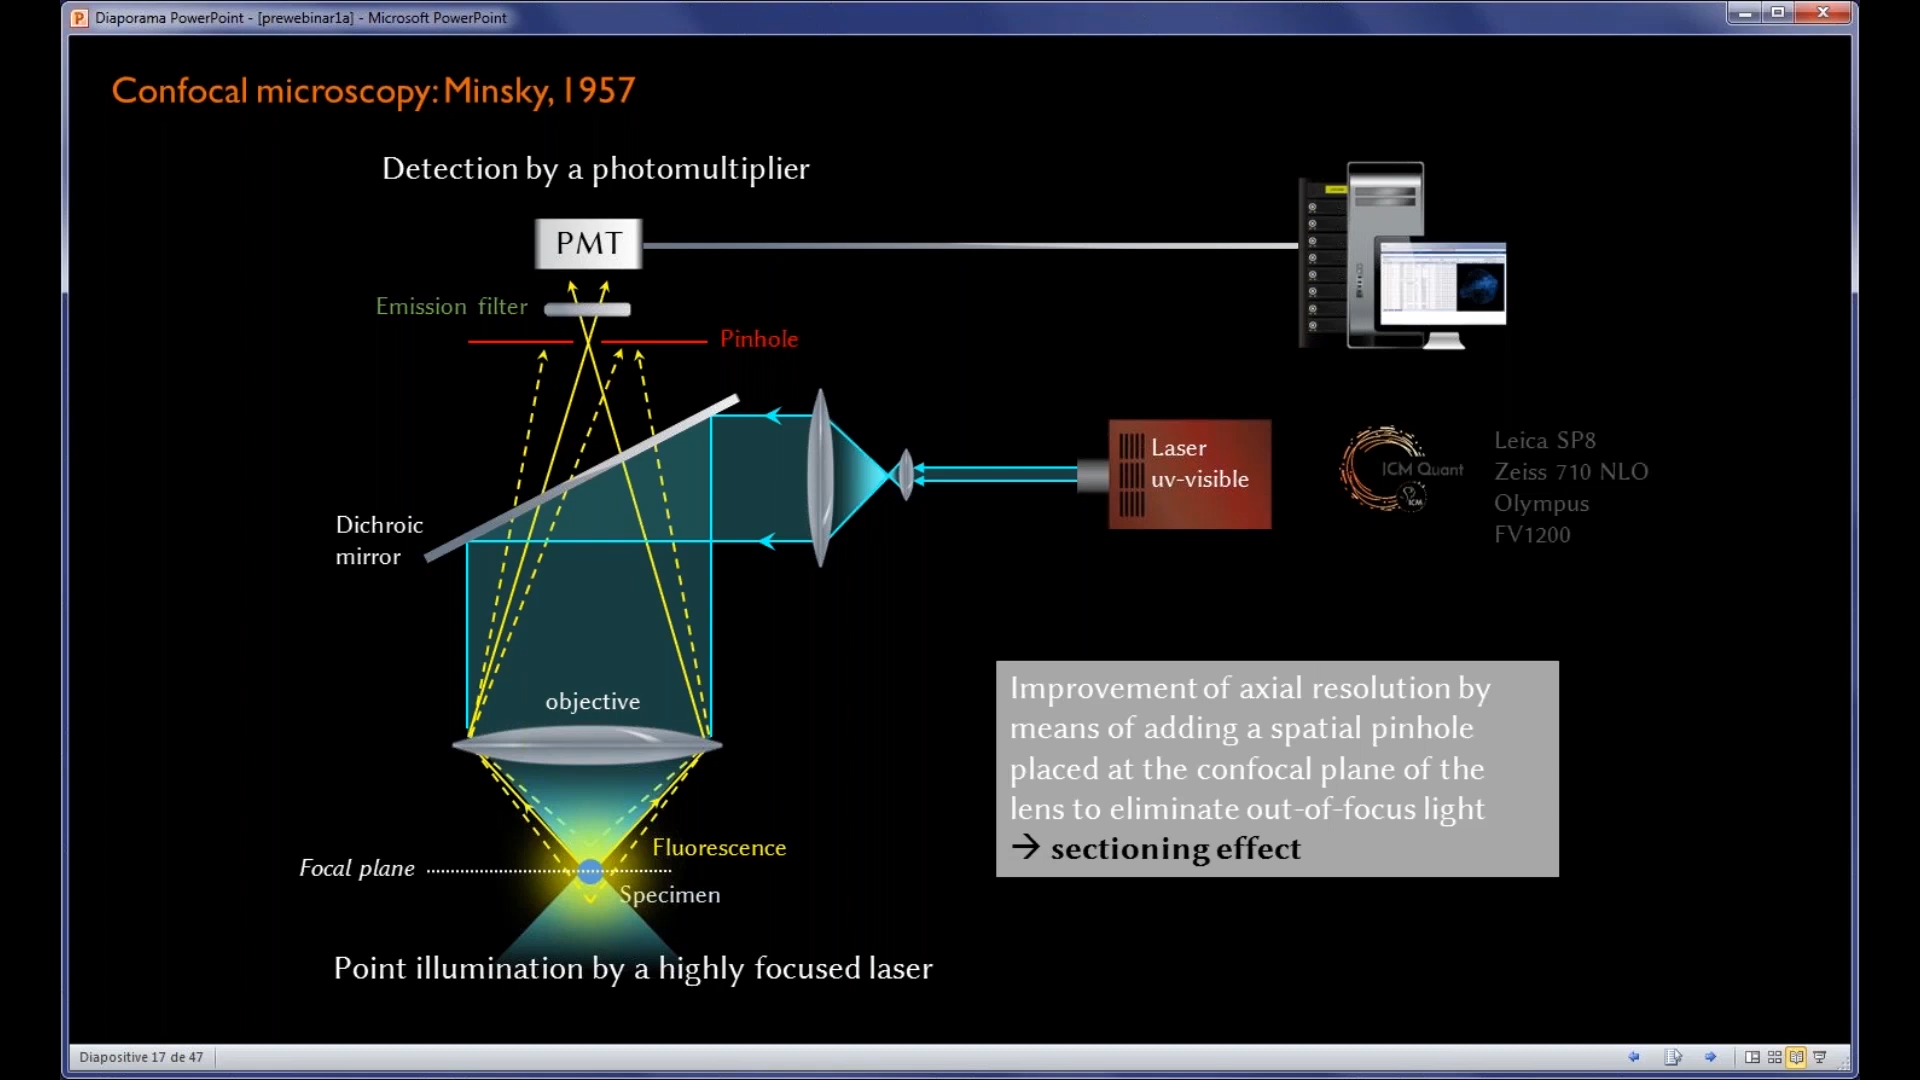 Diaporama PowerPoint - [prewebinar1a] - Microsoft PowerPoint
Confocal microscopy: Minsky, 1957
Detection by a photomultiplier
PMT
Emission filter
Pinhole
Laser
uv-visible
ICM Quant
ICM
Leica SP8
Zeiss 710 NLO
Olympus
FV1200
Dichroic
mirror
objective
Improvement of axial resolution by
means of adding a spatial pinhole
placed at the confocal plane of the
lens to eliminate out-of-focus light
→ sectioning effect
Fluorescence
Focal plane
Specimen
Point illumination by a highly focused laser
Diapositive 17 de 47